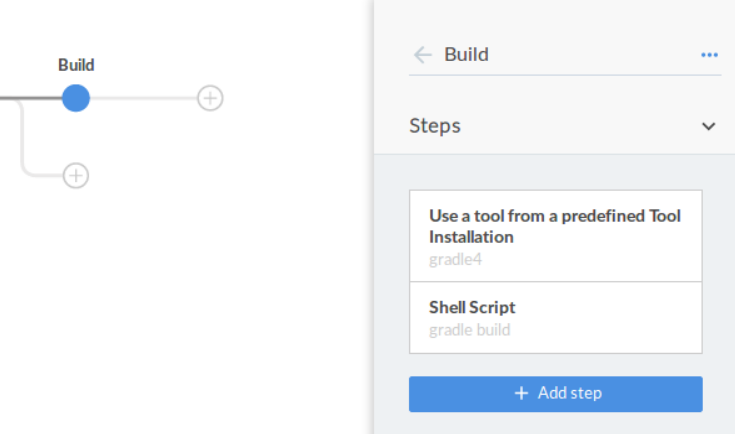 Build
Build
Steps
Use a tool from a predefined Tool
Installation
gradle4
Shell Script
gradle build
+ Add step